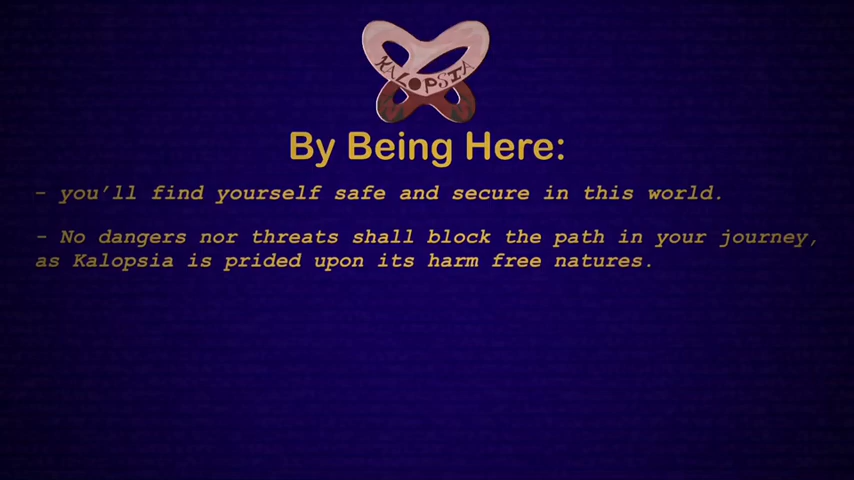 KALOPSIA
By Being Here:
- you'll find yourself safe and secure in this world.
- No dangers nor threats shall block the path in your journey,
as Kalopsia is prided upon its harm free natures.